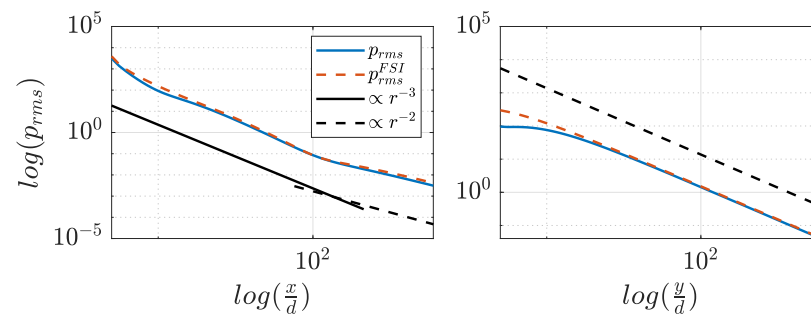 10^5
10^0
10^-5
log(p_rms)
p_rms
p_rms^FSI
∝ r^-3
∝ r^-2
10^2
log(x/d)
10^5
10^0
10^2
log(y/d)